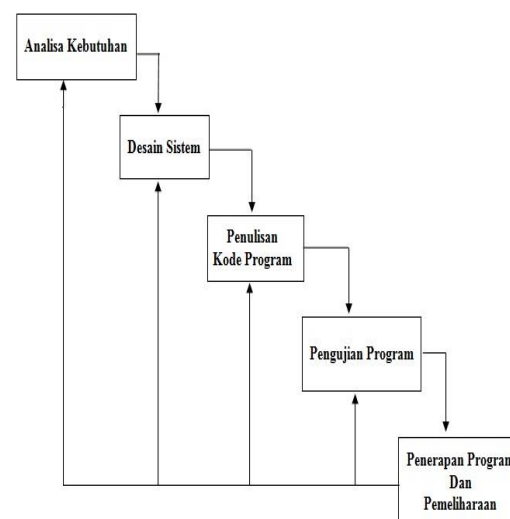 Analisa Kebutuhan
Desain Sistem
Penulisan
Kode Program
Pengujian Program
Penerapan Program
Dan
Pemeliharaan